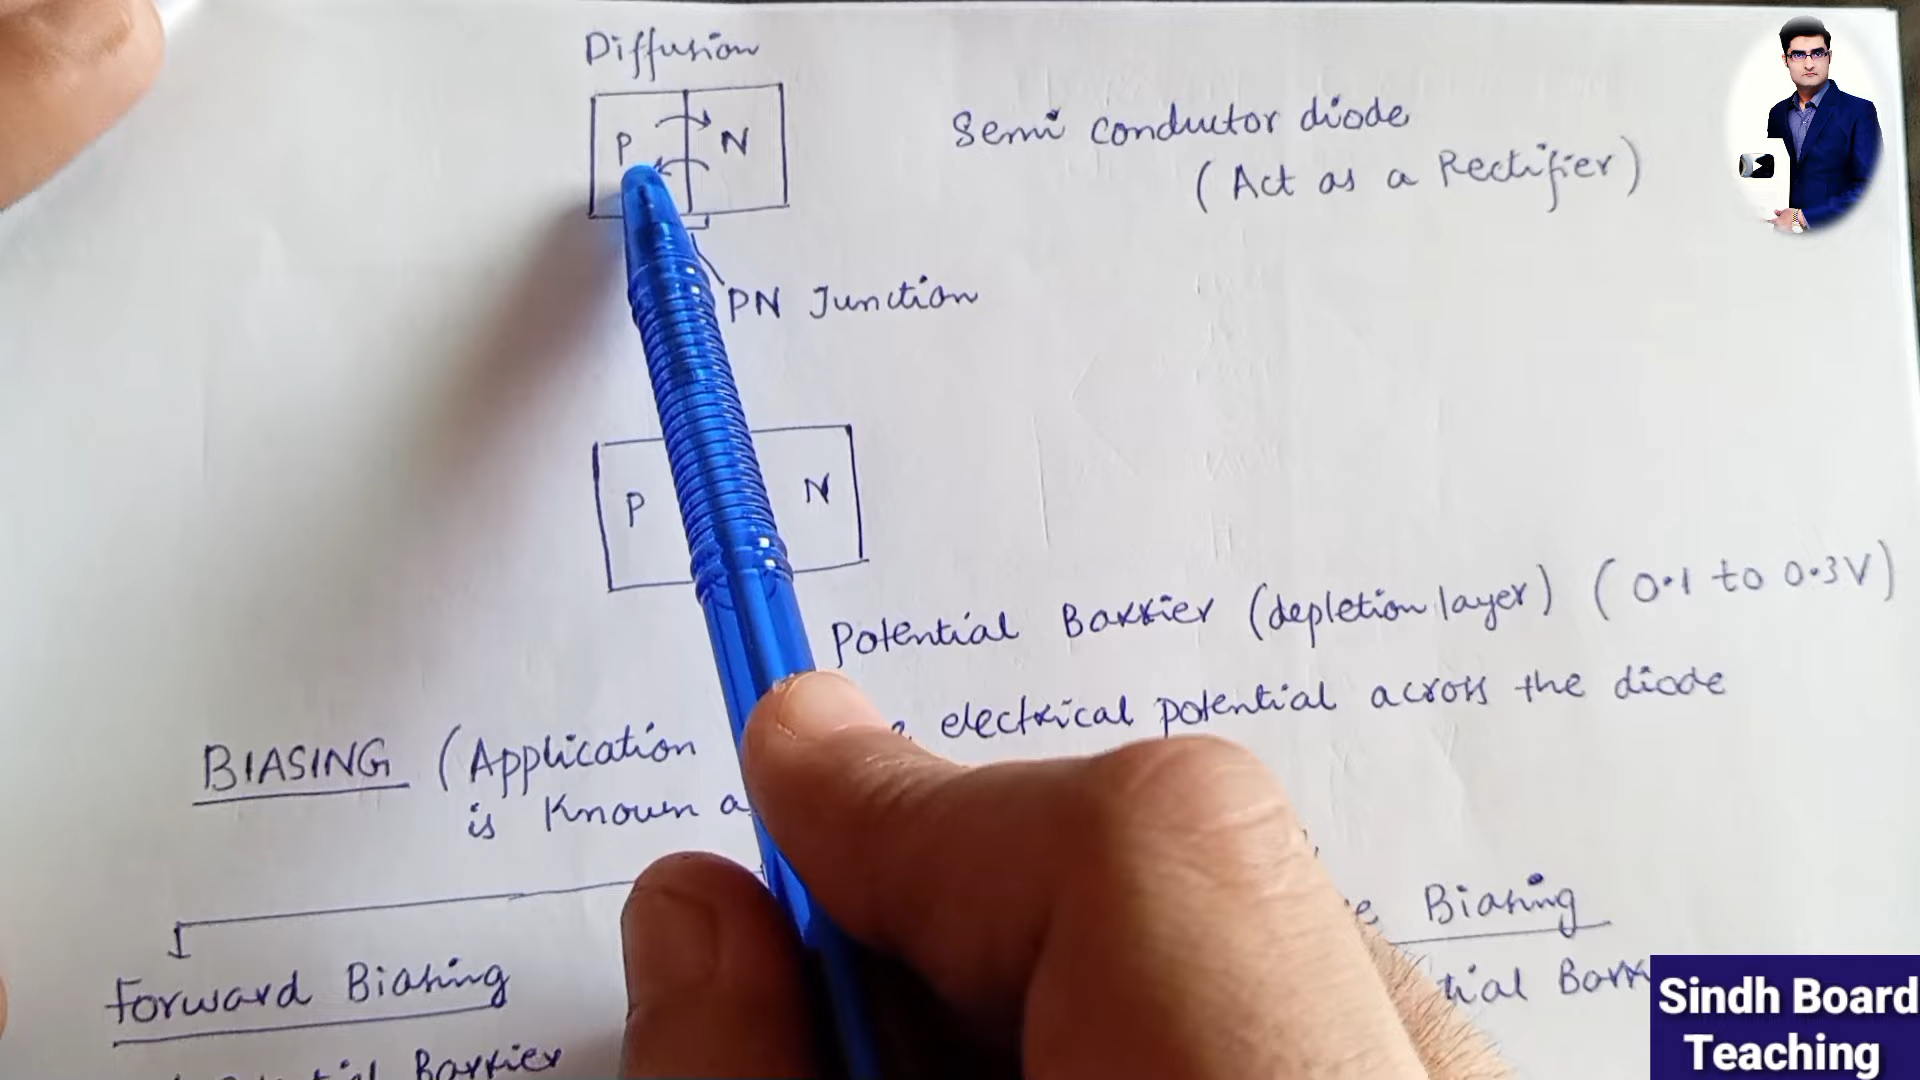 Diffusion
P N
Semi conductor diode
(Act as a Rectifier)
PN Junction
P N
Potential Barrier (depletion layer) (0.1 to 0.3V)
BIASING (Application electrical potential across the diode
is Known
Biasing
Forward Biasing
Barrier
Sindh Board
Teaching